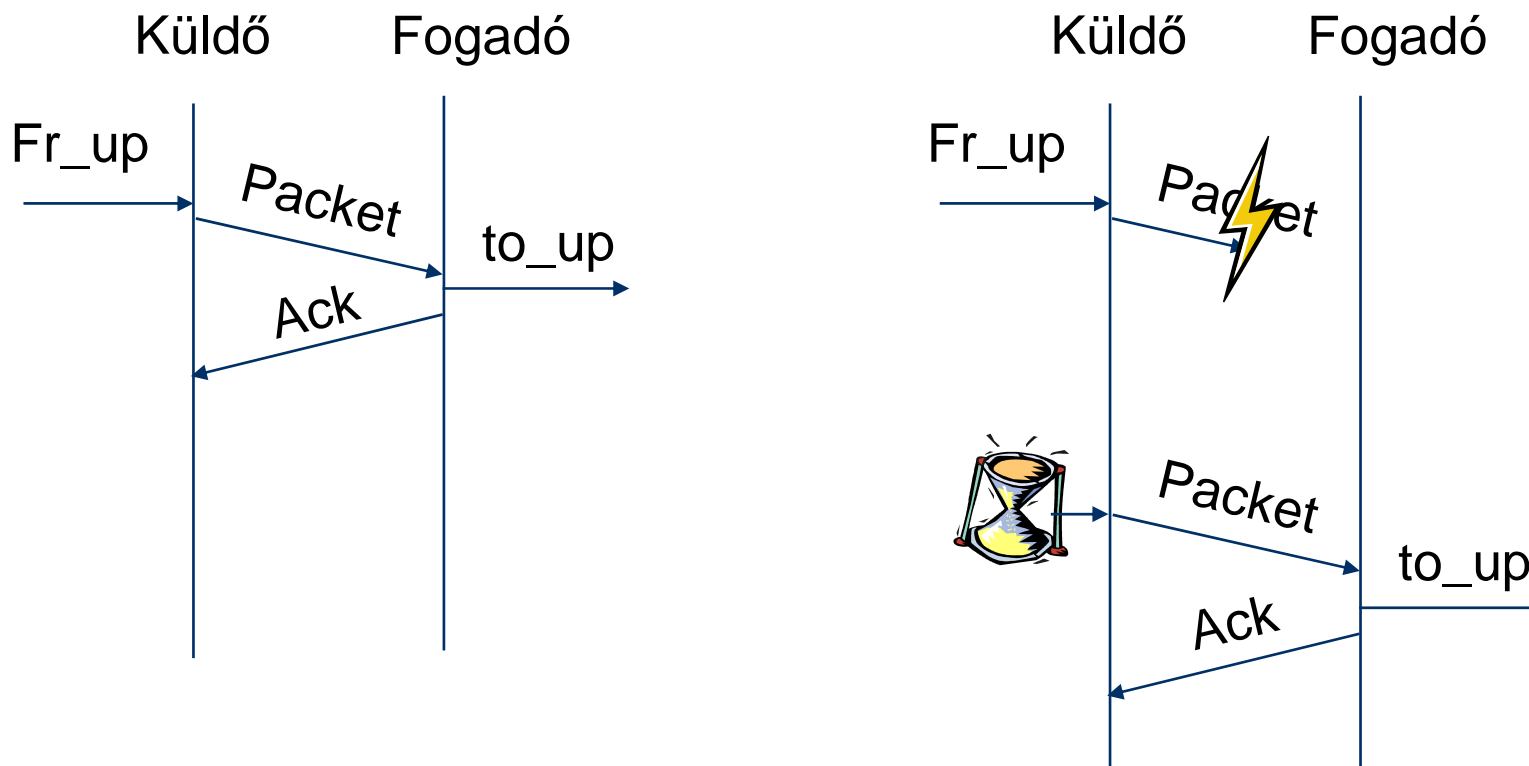 Küldő Fogadó
Fr_up
Packet
to_up
Ack
Küldő Fogadó
Fr_up
Packet
Packet
to_up
Ack